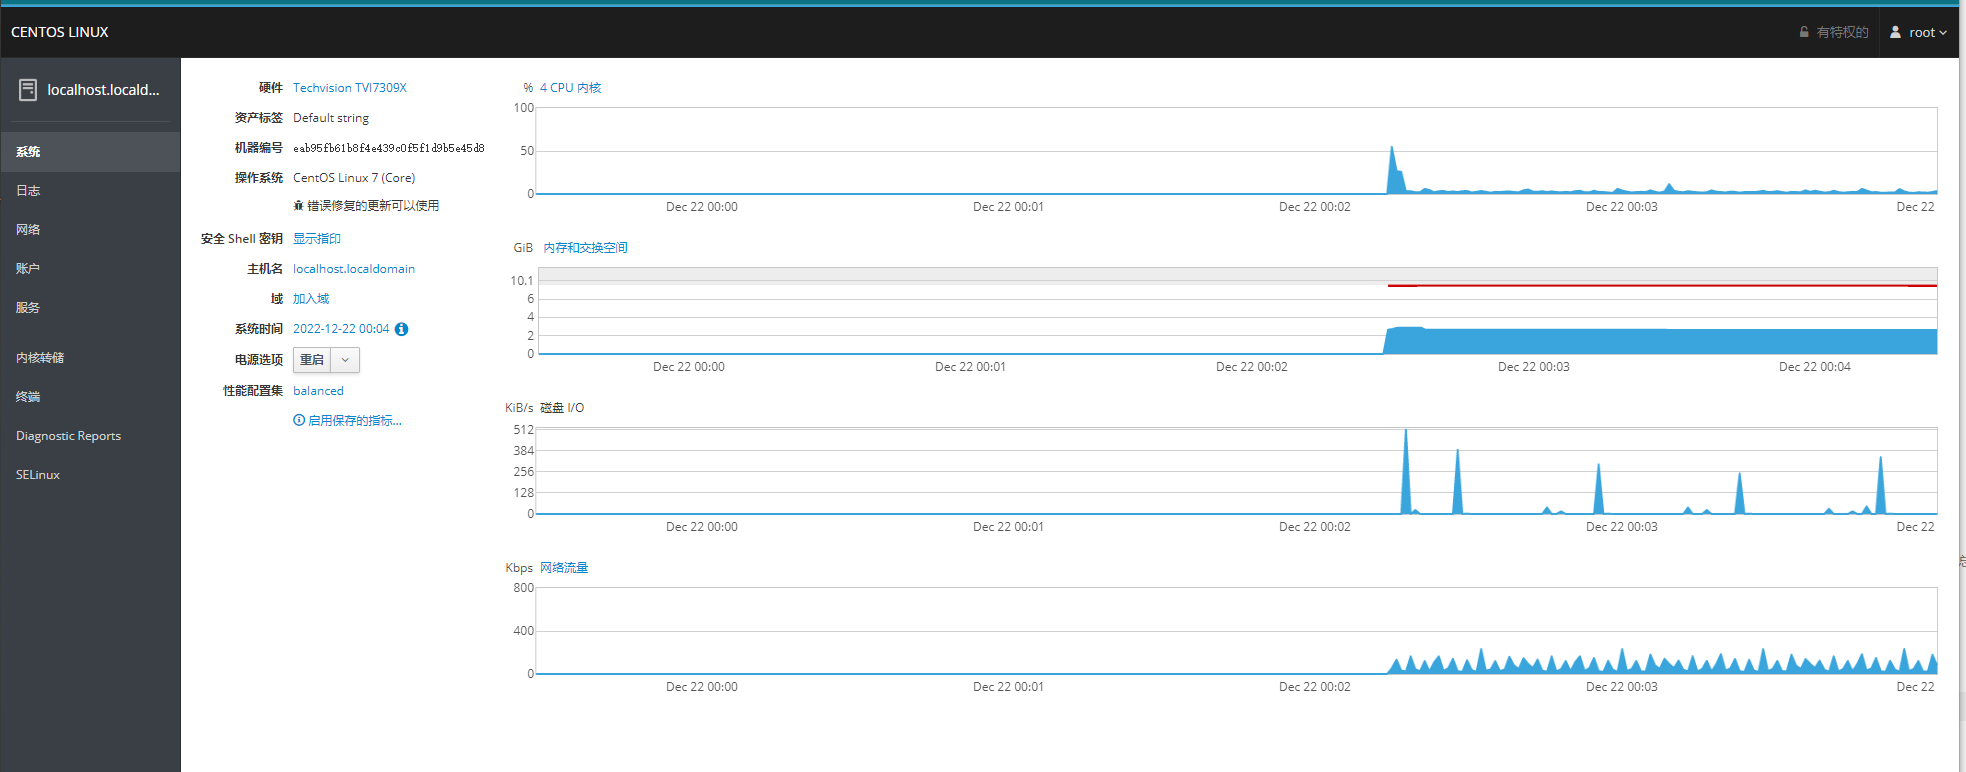 CENTOS LINUX
有特权的
root
localhost.locald...
系统
日志
网络
账户
服务
内核转储
终端
Diagnostic Reports
SELinux
硬件 Techvision TVI7309X
资产标签 Default string
机器编号 eab95fb61b8f4e439c0f5f1d9b5e45d8
操作系统 CentOS Linux 7 (Core)
错误修复的更新可以使用
安全 Shell 密钥 显示指印
主机名 localhost.localdomain
域 加入域
系统时间 2022-12-22 00:04
电源选项 重启
性能配置集 balanced
启用保存的指标...
% 4 CPU 内核
100
50
0
Dec 22 00:00 Dec 22 00:01 Dec 22 00:02 Dec 22 00:03 Dec 22
GiB 内存和交换空间
10.1
6
4
2
0
Dec 22 00:00 Dec 22 00:01 Dec 22 00:02 Dec 22 00:03 Dec 22 00:04
KiB/s 磁盘 I/O
512
384
256
128
0
Dec 22 00:00 Dec 22 00:01 Dec 22 00:02 Dec 22 00:03 Dec 22
Kbps 网络流量
800
400
0
Dec 22 00:00 Dec 22 00:01 Dec 22 00:02 Dec 22 00:03 Dec 22